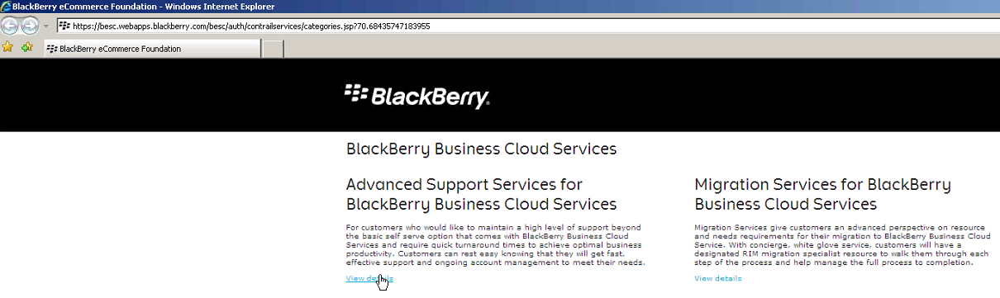 BlackBerry eCommerce Foundation - Windows Internet Explorer
https://besc.webapps.blackberry.com/besc/auth/contrailservices/categories.jsp?70.68435747183955
BlackBerry eCommerce Foundation
BlackBerry
BlackBerry Business Cloud Services
Advanced Support Services for
BlackBerry Business Cloud Services
For customers who would like to maintain a high level of support beyond
the basic self serve option that comes with BlackBerry Business Cloud
Services and require quick turnaround times to achieve optimal business
productivity. Customers can rest easy knowing that they will get fast,
effective support and ongoing account management to meet their needs.
View details
Migration Services for BlackBerry
Business Cloud Services
Migration Services give customers an advanced perspective on resource
and needs requirements for their migration to BlackBerry Business Cloud
Service. With concierge, white glove service, customers will have a
designated RIM migration specialist resource to walk them through each
step of the process and help manage the full process to completion.
View details